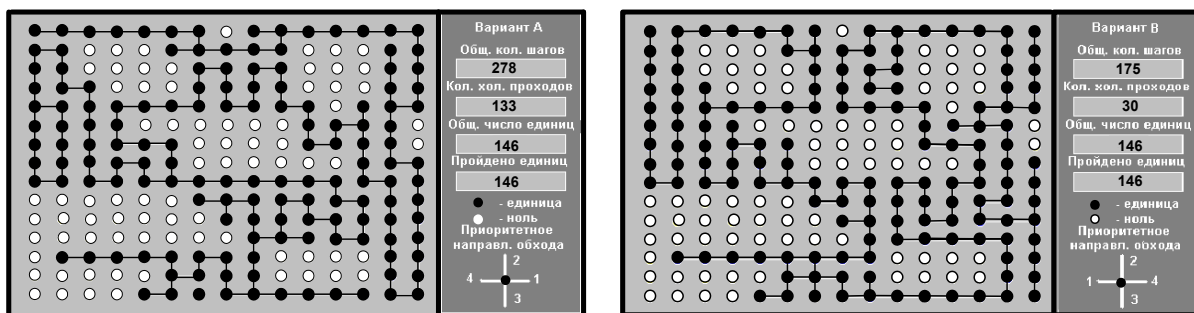 Вариант А
Общ. кол. шагов
278
Кол. хол. проходов
133
Общ. число единиц
146
Пройдено единиц
146
- единица
- ноль
Приоритетное
направл. обхода
2
4 1
3
Вариант В
Общ. кол. шагов
175
Кол. хол. проходов
30
Общ. число единиц
146
Пройдено единиц
146
- единица
- ноль
Приоритетное
направл. обхода
2
1 4
3